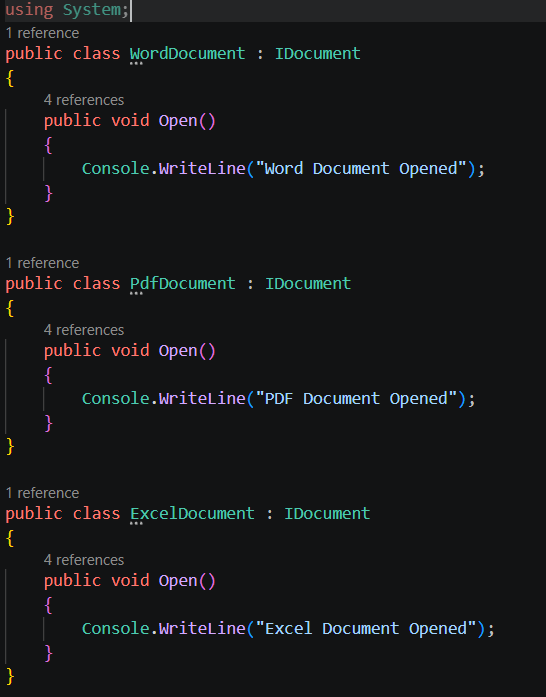 using System;
1 reference
public class WordDocument : IDocument
{
4 references
public void Open()
{
Console.WriteLine("Word Document Opened");
}
}
1 reference
public class PdfDocument : IDocument
{
4 references
public void Open()
{
Console.WriteLine("PDF Document Opened");
}
}
1 reference
public class ExcelDocument : IDocument
{
4 references
public void Open()
{
Console.WriteLine("Excel Document Opened");
}
}